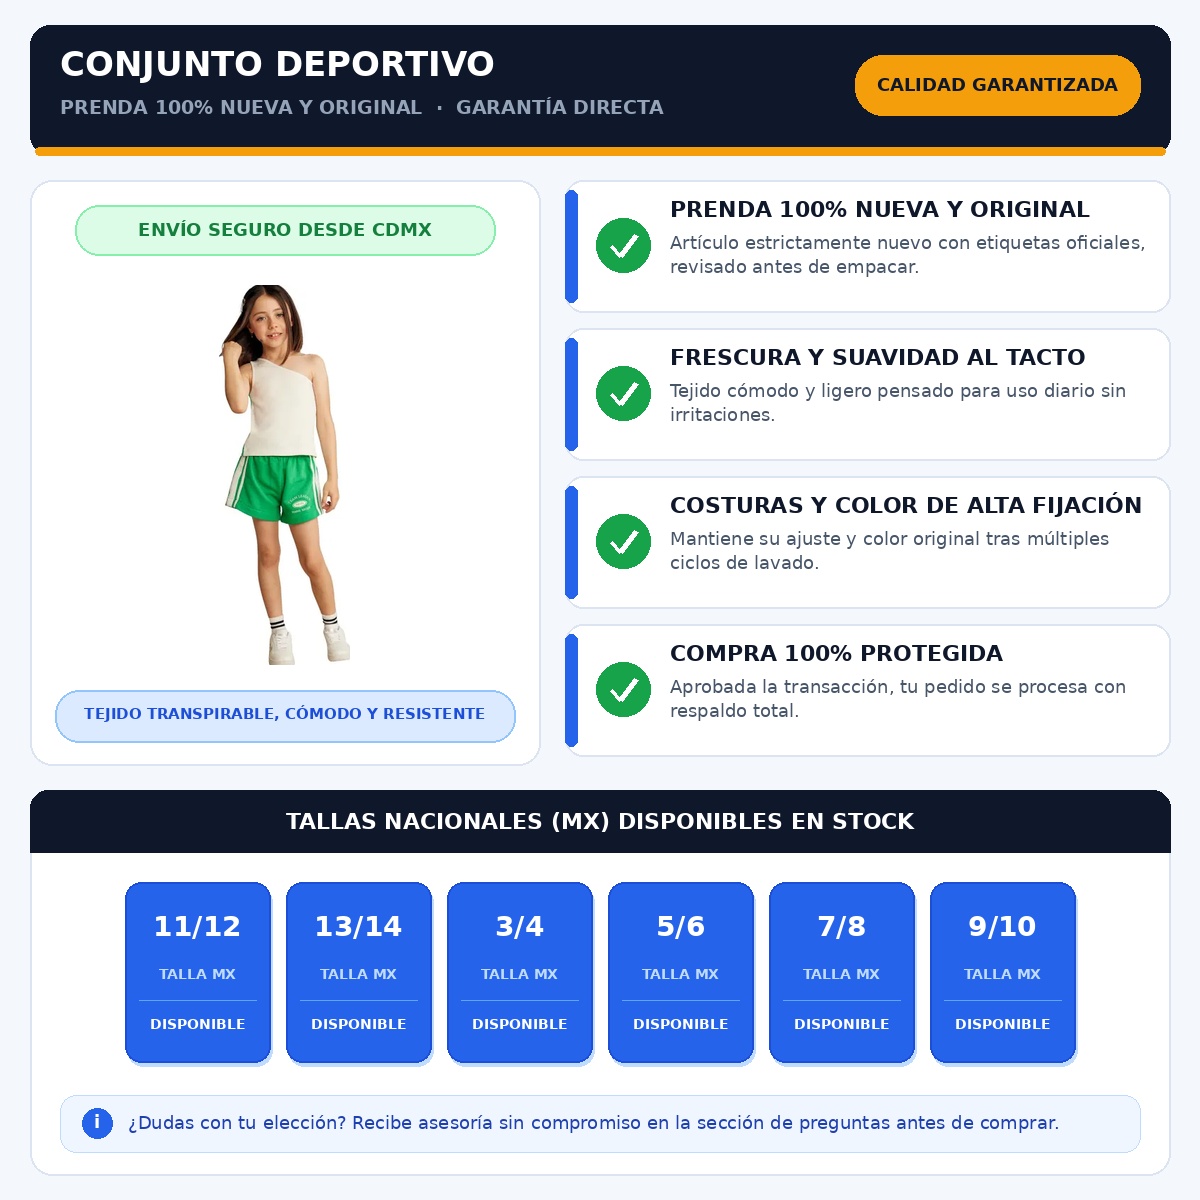 CONJUNTO DEPORTIVO
PRENDA 100% NUEVA Y ORIGINAL · GARANTÍA DIRECTA
CALIDAD GARANTIZADA
ENVÍO SEGURO DESDE CDMX
TEJIDO TRANSPIRABLE, CÓMODO Y RESISTENTE
PRENDA 100% NUEVA Y ORIGINAL
Artículo estrictamente nuevo con etiquetas oficiales,
revisado antes de empacar.
FRESCURA Y SUAVIDAD AL TACTO
Tejido cómodo y ligero pensado para uso diario sin
irritaciones.
COSTURAS Y COLOR DE ALTA FIJACIÓN
Mantiene su ajuste y color original tras múltiples
ciclos de lavado.
COMPRA 100% PROTEGIDA
Aprobada la transacción, tu pedido se procesa con
respaldo total.
TALLAS NACIONALES (MX) DISPONIBLES EN STOCK
11/12
TALLA MX
DISPONIBLE
13/14
TALLA MX
DISPONIBLE
3/4
TALLA MX
DISPONIBLE
5/6
TALLA MX
DISPONIBLE
7/8
TALLA MX
DISPONIBLE
9/10
TALLA MX
DISPONIBLE
i ¿Dudas con tu elección? Recibe asesoría sin compromiso en la sección de preguntas antes de comprar.